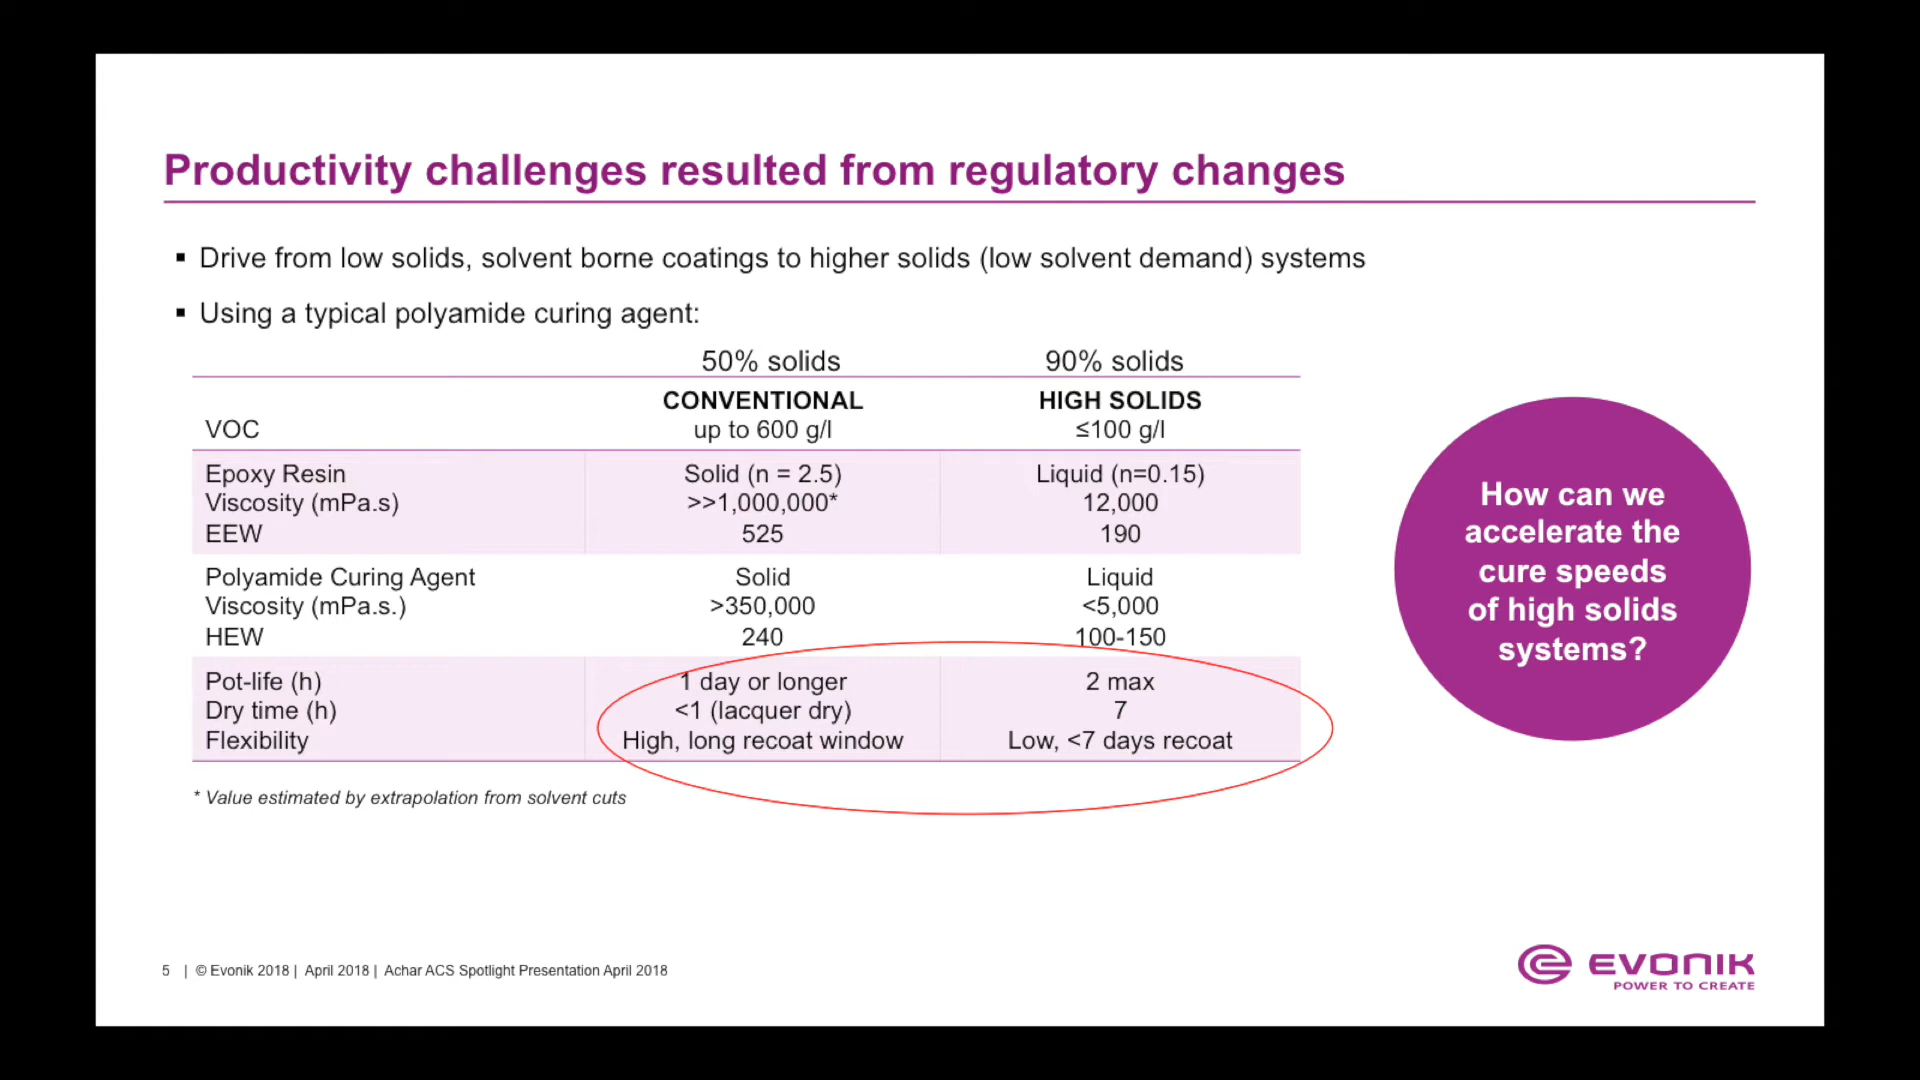 Productivity challenges resulted from regulatory changes
▪ Drive from low solids, solvent borne coatings to higher solids (low solvent demand) systems
▪ Using a typical polyamide curing agent:
50% solids 90% solids
CONVENTIONAL HIGH SOLIDS
VOC up to 600 g/l ≤100 g/l
Epoxy Resin Solid (n = 2.5) Liquid (n=0.15)
Viscosity (mPa.s) >>1,000,000* 12,000
EEW 525 190
Polyamide Curing Agent Solid Liquid
Viscosity (mPa.s.) >350,000 <5,000
HEW 240 100-150
Pot-life (h) 1 day or longer 2 max
Dry time (h) <1 (lacquer dry) 7
Flexibility High, long recoat window Low, <7 days recoat
* Value estimated by extrapolation from solvent cuts
How can we
accelerate the
cure speeds
of high solids
systems?
5 | © Evonik 2018 | April 2018 | Achar ACS Spotlight Presentation April 2018
EVONIK
POWER TO CREATE